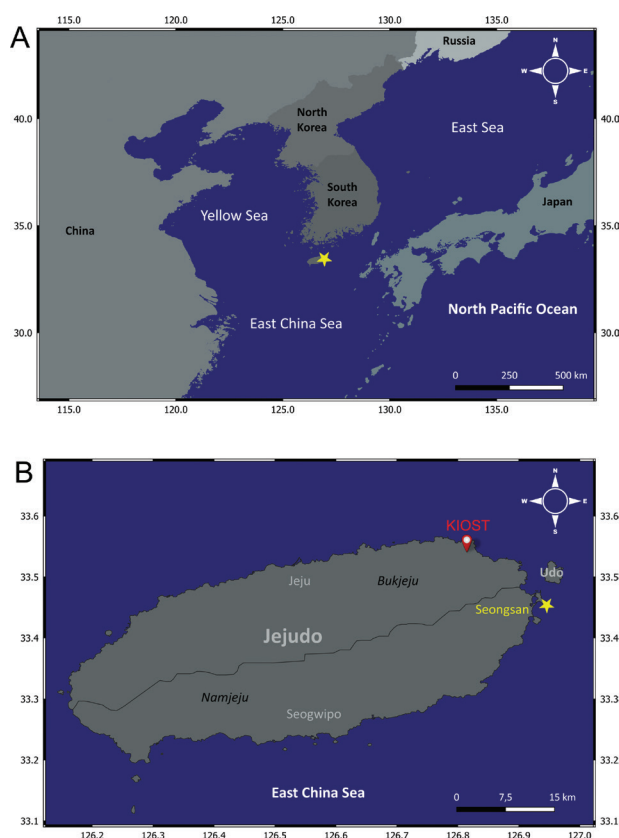 A
115.0 120.0 125.0 130.0 135.0
Russia
N
W E
S
40.0 40.0
North
Korea
East Sea
South
Korea
Yellow Sea
Japan
China
35.0 35.0
East China Sea
North Pacific Ocean
30.0 30.0
0 250 500 km
115.0 120.0 125.0 130.0 135.0
B
N
W E
S
33.6 33.6
KIOST
Udo
33.5 33.5
Jeju
Bukjeju
Seongsan
Jejudo
33.4 33.4
Namjeju
33.3 33.3
Seogwipo
33.2 33.2
0 7,5 15 km
East China Sea
33.1 33.1
126.2 126.3 126.4 126.5 126.6 126.7 126.8 126.9 127.0